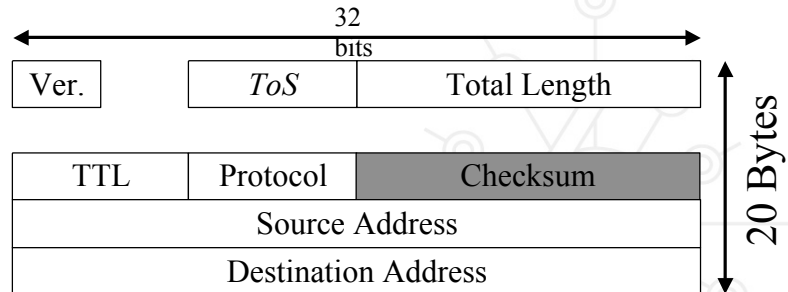 32
bits
Ver. ToS Total Length
TTL Protocol Checksum
Source Address
Destination Address
20 Bytes